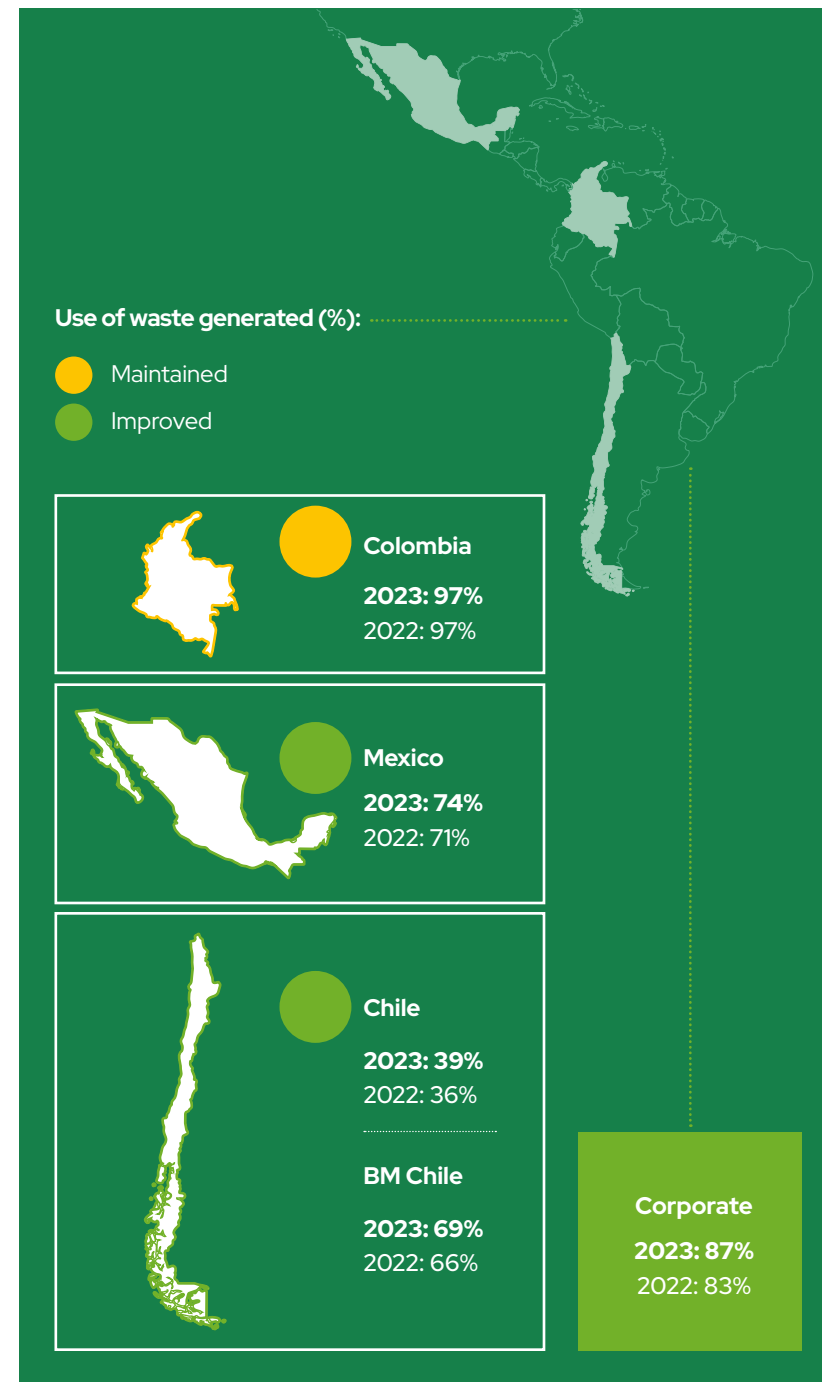 Use of waste generated (%):
Maintained
Improved
Colombia
2023: 97%
2022: 97%
Mexico
2023: 74%
2022: 71%
Chile
2023: 39%
2022: 36%
BM Chile
2023: 69%
2022: 66%
Corporate
2023: 87%
2022: 83%